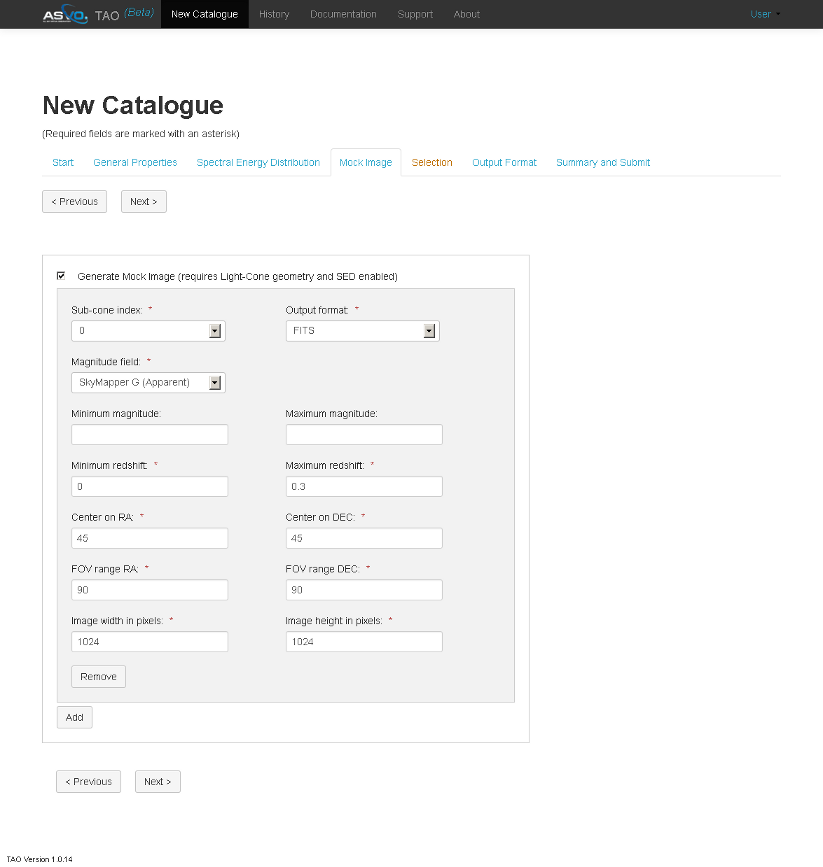 ASVO. TAO (Beta) New Catalogue History Documentation Support About User
New Catalogue
(Required fields are marked with an asterisk)
Start General Properties Spectral Energy Distribution Mock Image Selection Output Format Summary and Submit
< Previous Next >
Generate Mock Image (requires Light-Cone geometry and SED enabled)
Sub-cone index: * Output format: *
0 FITS
Magnitude field: *
SkyMapper G (Apparent)
Minimum magnitude: Maximum magnitude:
Minimum redshift: * Maximum redshift: *
0 0.3
Center on RA: * Center on DEC: *
45 45
FOV range RA: * FOV range DEC: *
90 90
Image width in pixels: * Image height in pixels: *
1024 1024
Remove
Add
< Previous Next >
TAO Version 1.0.14